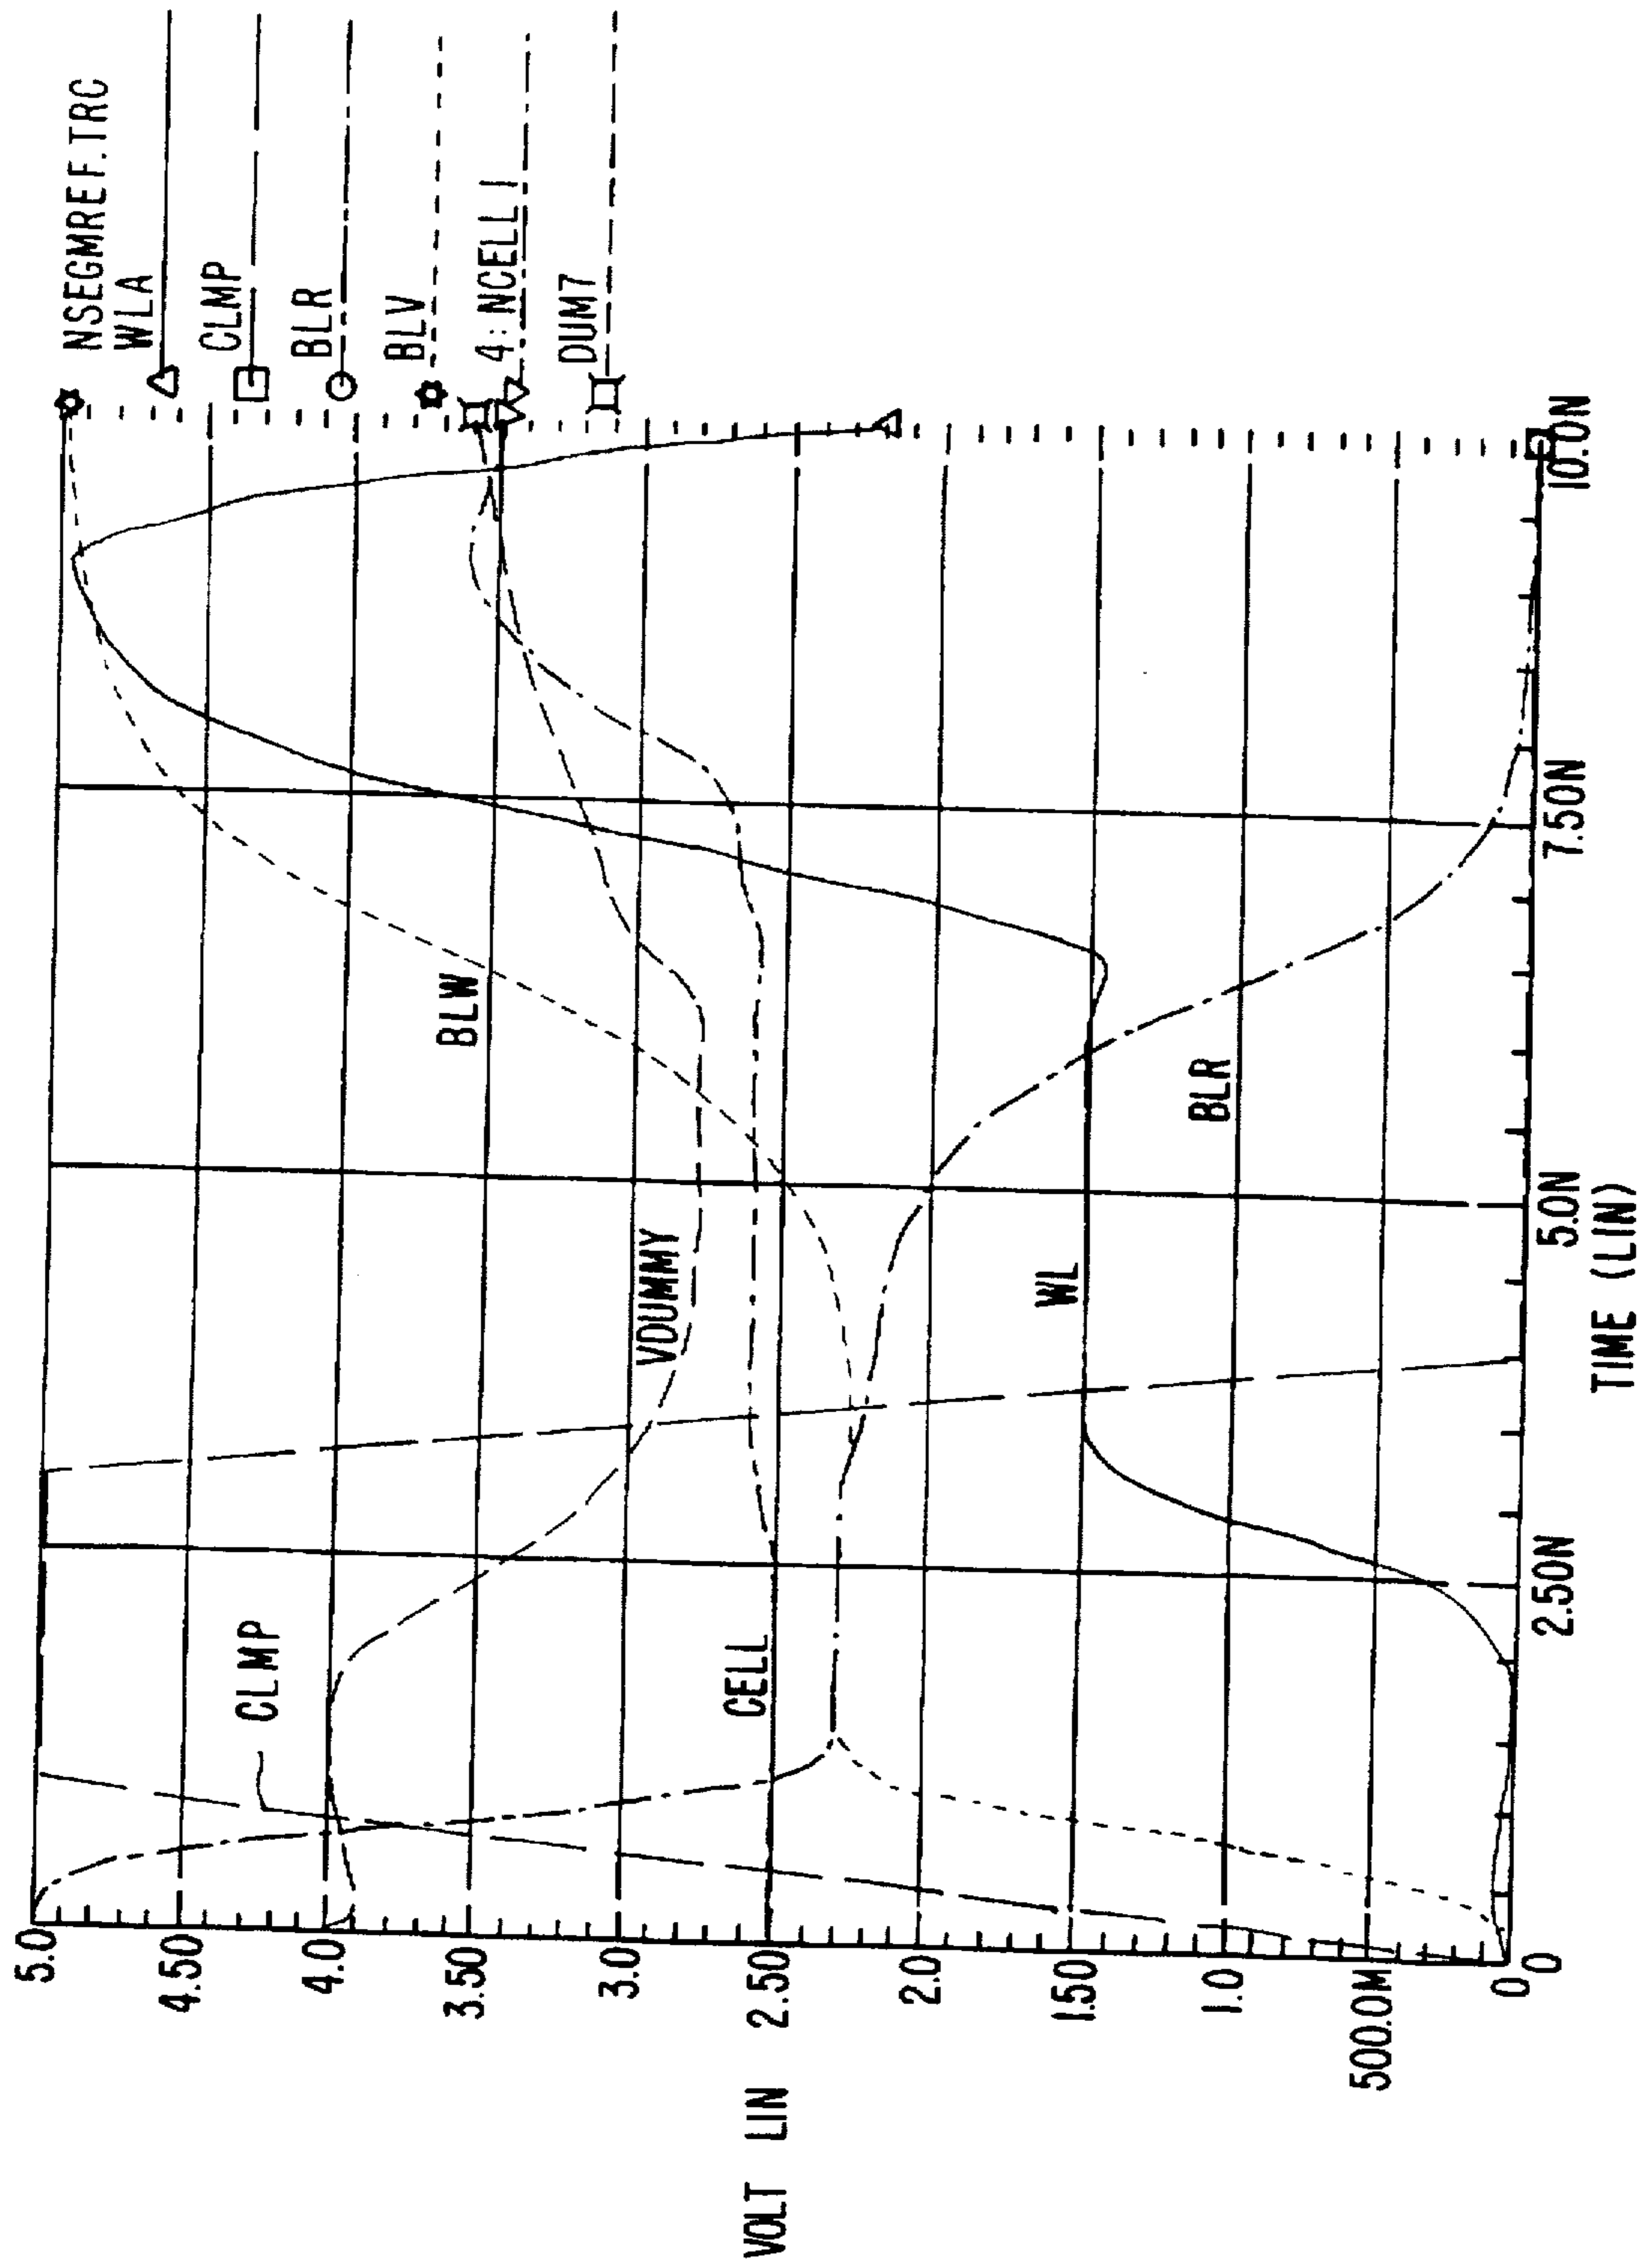 NSEGMREF.TRC
WLA
CLMP
BLR
BLV
4:NCELL1
DUM7
5.0
4.50
4.0
3.50
3.0
2.50
2.0
1.50
1.0
500.0M
0
VOLT LIN
CLMP
BLW
VDUMMY
CELL
WL
BLR
0
2.50N
5.0N
7.50N
10.0N
TIME (LIN)